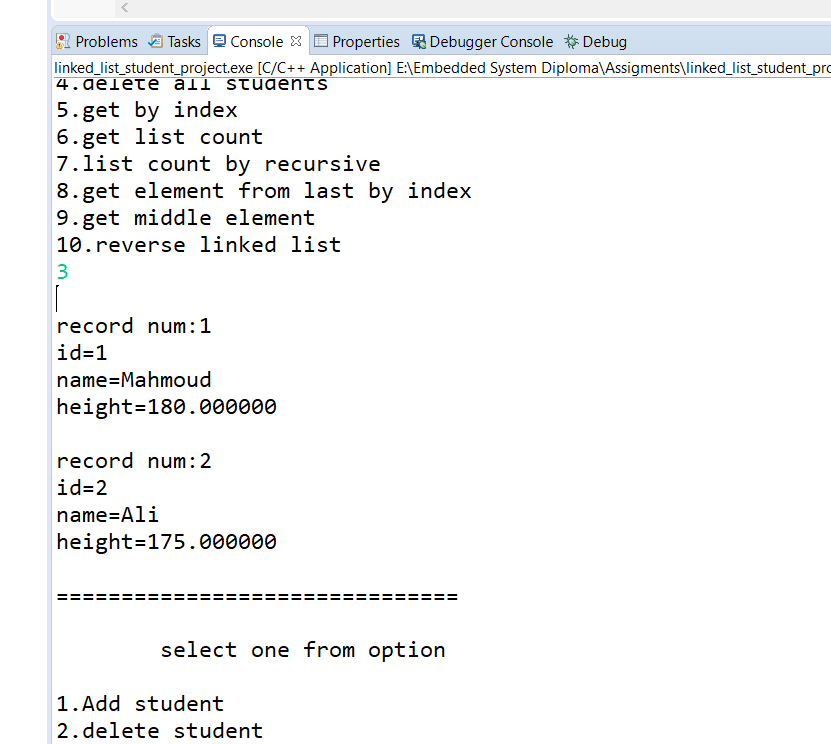 Problems Tasks Console Properties Debugger Console Debug
linked_list_student_project.exe [C/C++ Application] E:\Embedded System Diploma\Assigments\linked_list_student_pro
4.delete all students
5.get by index
6.get list count
7.list count by recursive
8.get element from last by index
9.get middle element
10.reverse linked list
3
record num:1
id=1
name=Mahmoud
height=180.000000
record num:2
id=2
name=Ali
height=175.000000
===============================
select one from option
1.Add student
2.delete student